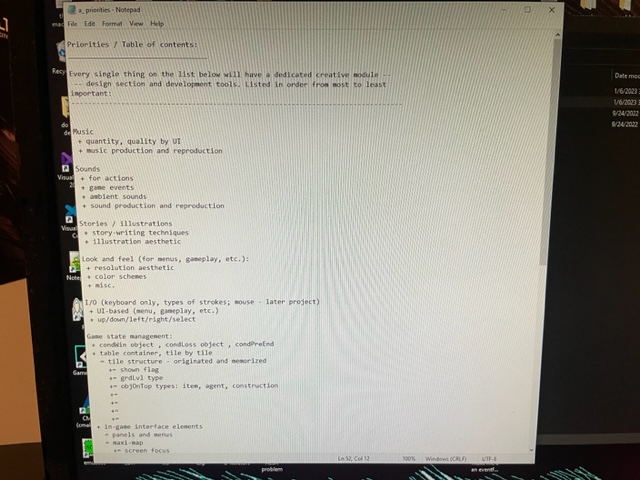 a_priorities - Notepad
File Edit Format View Help
Priorities / Table of contents:
Every single thing on the list below will have a dedicated creative module --
-- design section and development tools. Listed in order from most to least
important:
Music
+ quantity, quality by UI
+ music production and reproduction
Sounds
+ for actions
+ game events
+ ambient sounds
+ sound production and reproduction
Stories / illustrations
+ story-writing techniques
+ illustration aesthetic
Look and feel (for menus, gameplay, etc.):
+ resolution aesthetic
+ color schemes
+ misc.
I/O (keyboard only, types of strokes; mouse - later project)
+ UI-based (menu, gameplay, etc.)
+ up/down/left/right/select
Game state management:
+ condWin object , condLoss object , condPreEnd
+ table container, tile by tile
- tile structure - originated and memorized
+- shown flag
+- grdLvl type
+- objOnTop types: item, agent, construction
+-
+-
+-
+-
+ in-game interface elements
- panels and menus
- maxi-map
+- screen focus
Ln 52, Col 12 100% Windows (CRLF) UTF-8
Date mod
1/6/2023
1/6/2023
9/24/2022
8/24/2022
Recy
Visual
Visual
Note
Gam
problem
an eventf...